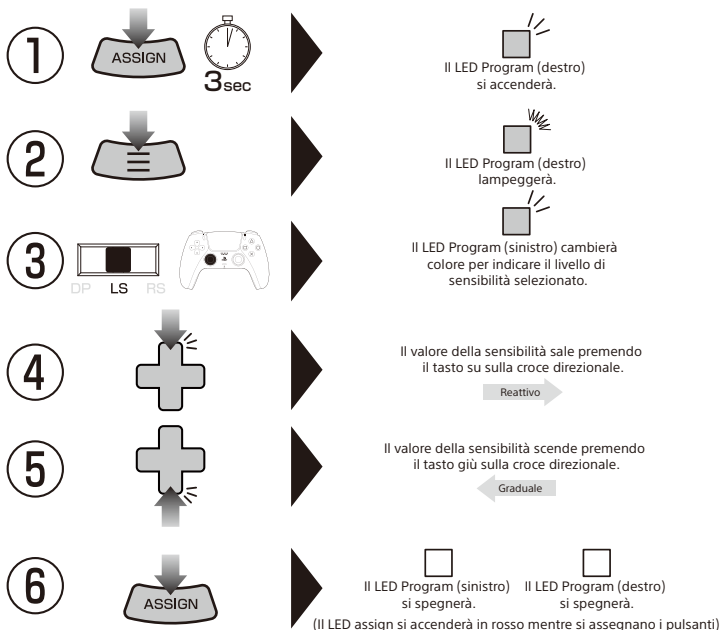 1
ASSIGN
3sec
Il LED Program (destro)
si accenderà.
2
Il LED Program (destro)
lampeggerà.
3
DP LS RS
Il LED Program (sinistro) cambierà
colore per indicare il livello di
sensibilità selezionato.
4
Il valore della sensibilità sale premendo
il tasto su sulla croce direzionale.
Reattivo
5
Il valore della sensibilità scende premendo
il tasto giù sulla croce direzionale.
Graduale
6
ASSIGN
Il LED Program (sinistro)
si spegnerà.
Il LED Program (destro)
si spegnerà.
(Il LED assign si accenderà in rosso mentre si assegnano i pulsanti)